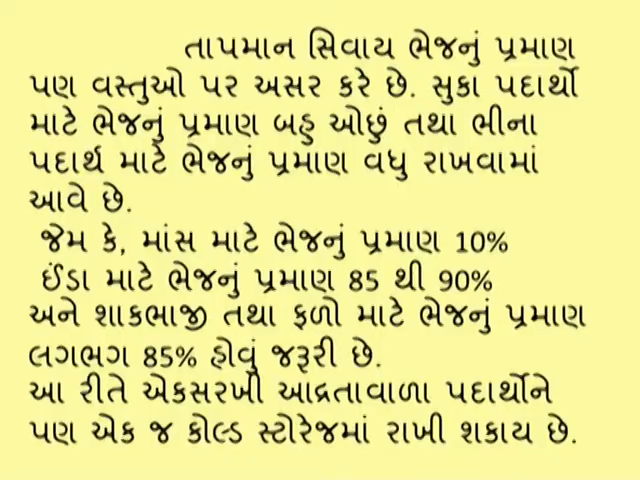 તાપમાન સિવાય ભેજનું પ્રમાણ
પણ વસ્તુઓ પર અસર કરે છે. સુકા પદાર્થો
માટે ભેજનું પ્રમાણ બહુ ઓછું તથા ભીના
પદાર્થ માટે ભેજનું પ્રમાણ વધુ રાખવામાં
આવે છે.
જેમ કે, માંસ માટે ભેજનું પ્રમાણ 10%
ઈંડા માટે ભેજનું પ્રમાણ 85 થી 90%
અને શાકભાજી તથા ફળો માટે ભેજનું પ્રમાણ
લગભગ 85% હોવું જરૂરી છે.
આ રીતે એકસરખી આદ્રતાવાળા પદાર્થોને
પણ એક જ કોલ્ડ સ્ટોરેજમાં રાખી શકાય છે.